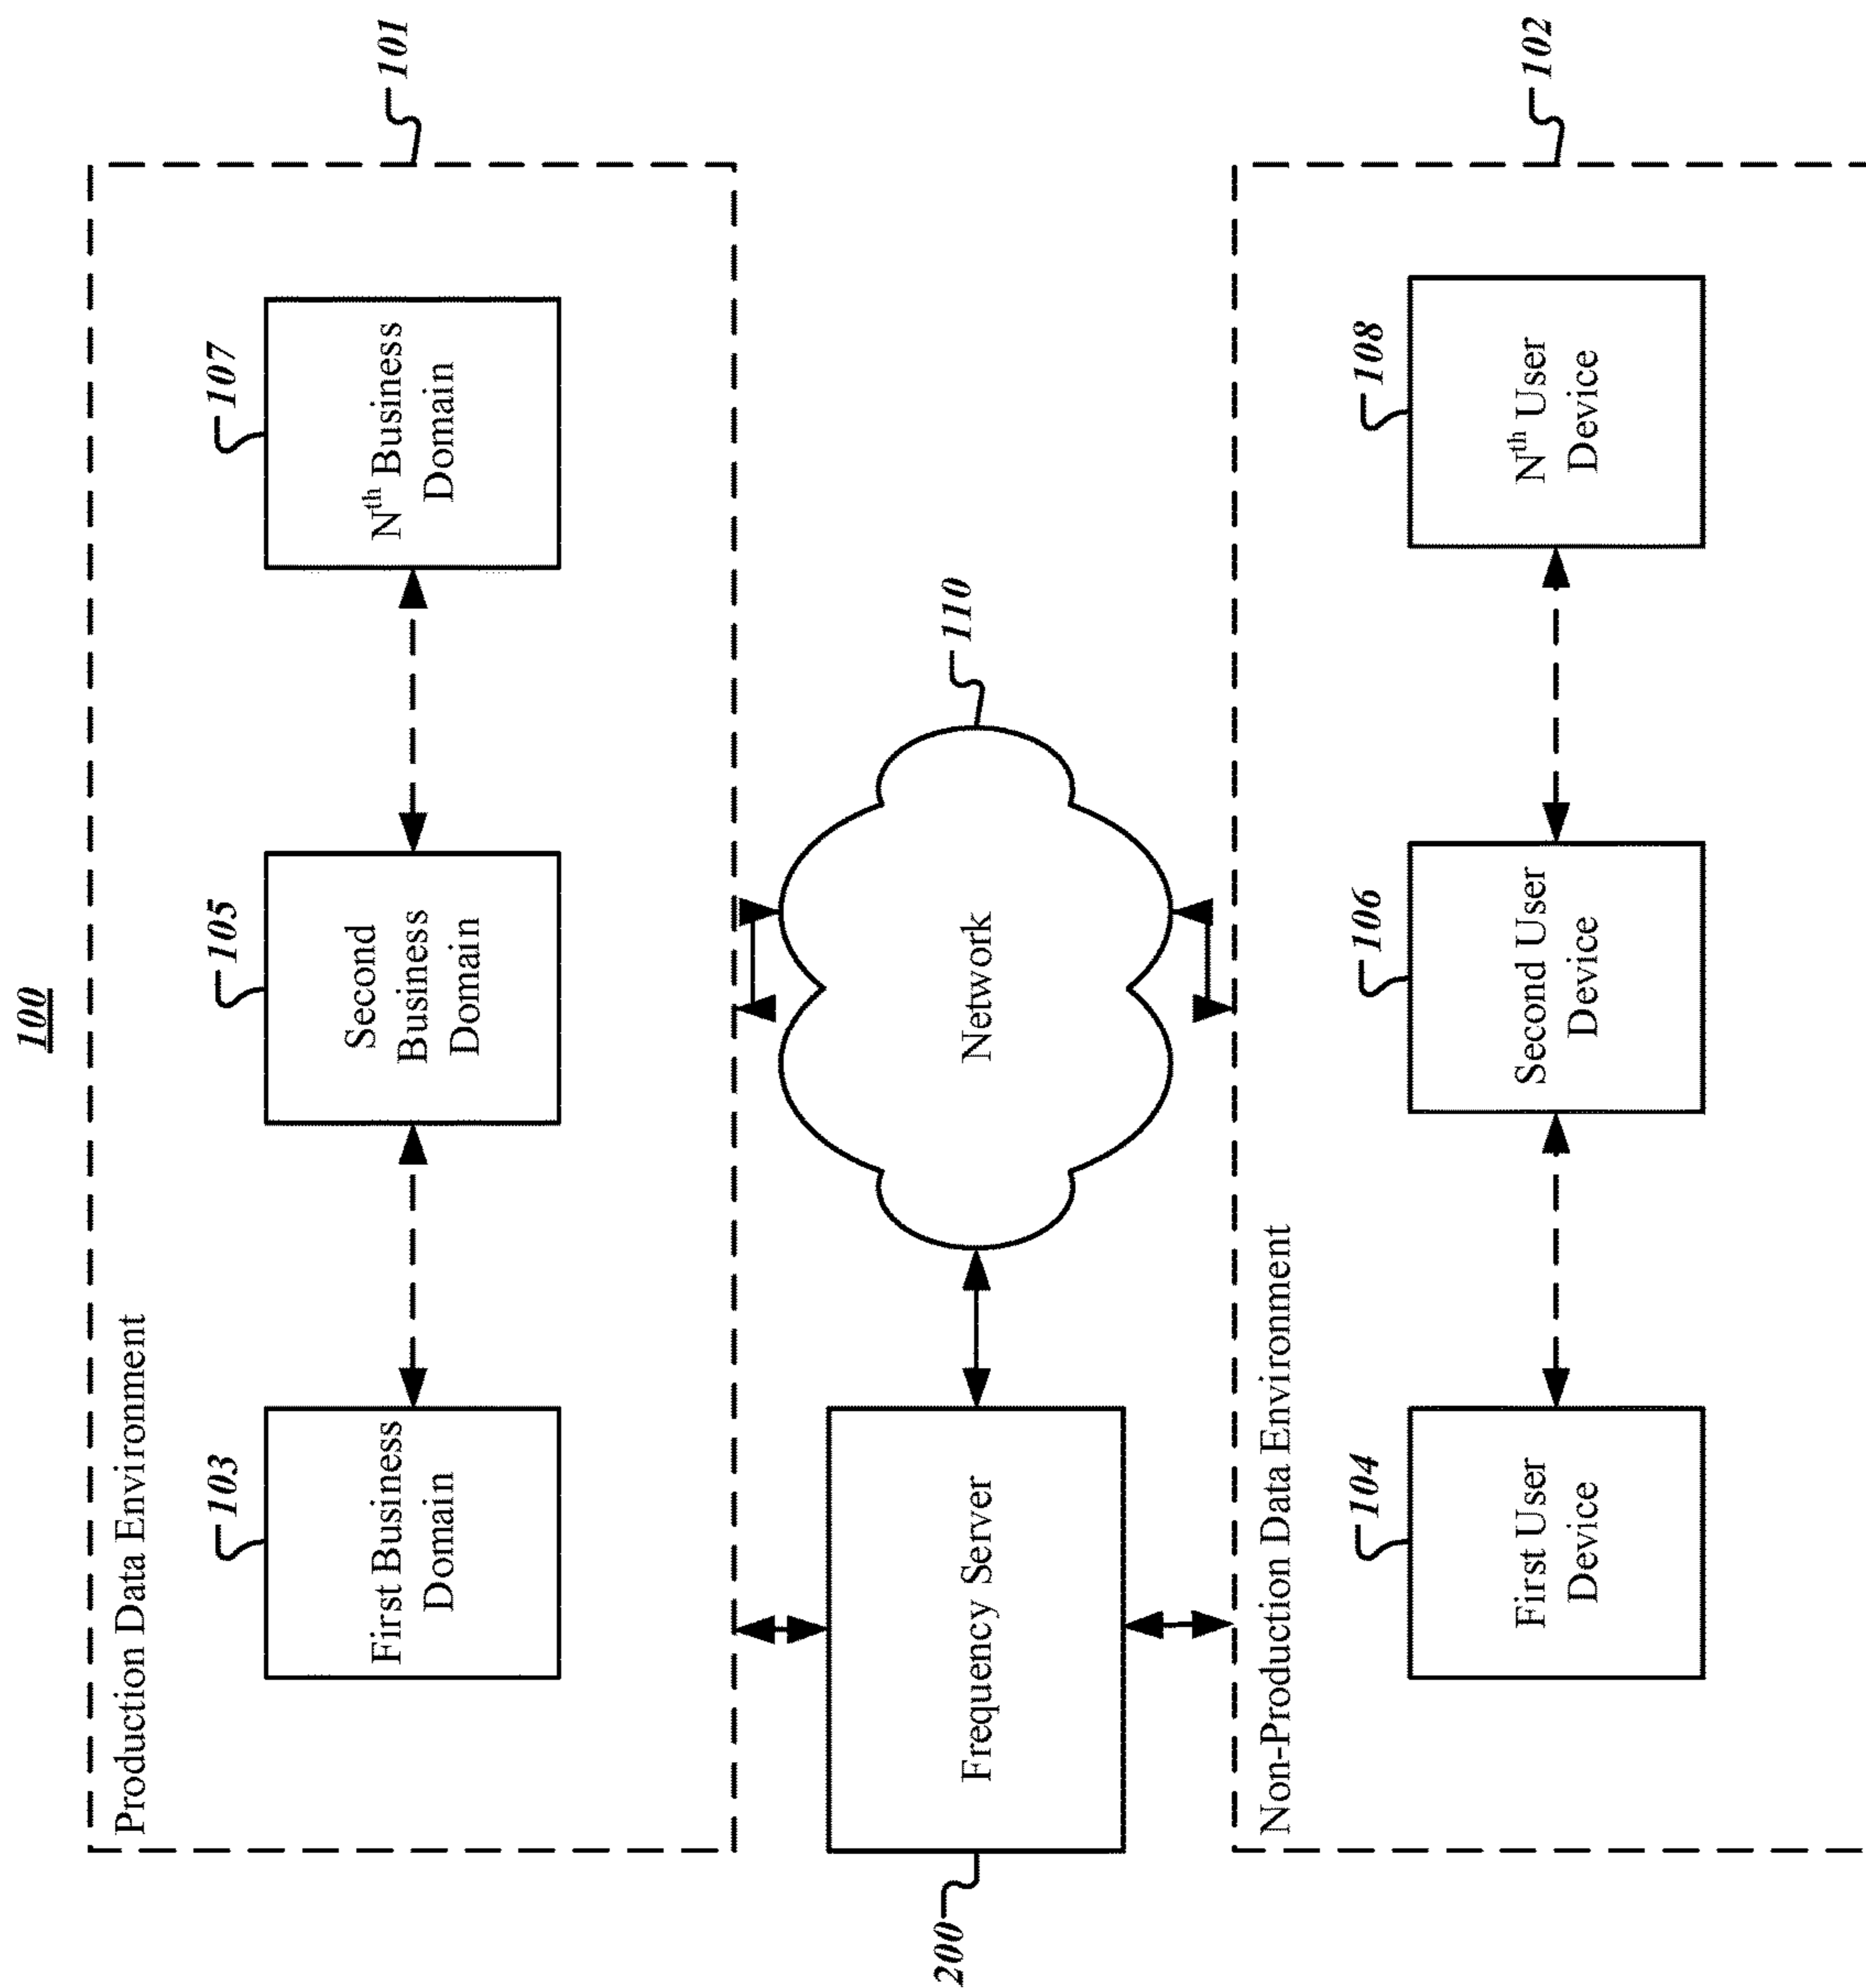 100
101
Production Data Environment
103
105
107
First Business
Domain
Second
Business
Domain
Nth Business
Domain
200
Frequency Server
Network
110
102
Non-Production Data Environment
104
106
108
First User
Device
Second User
Device
Nth User
Device